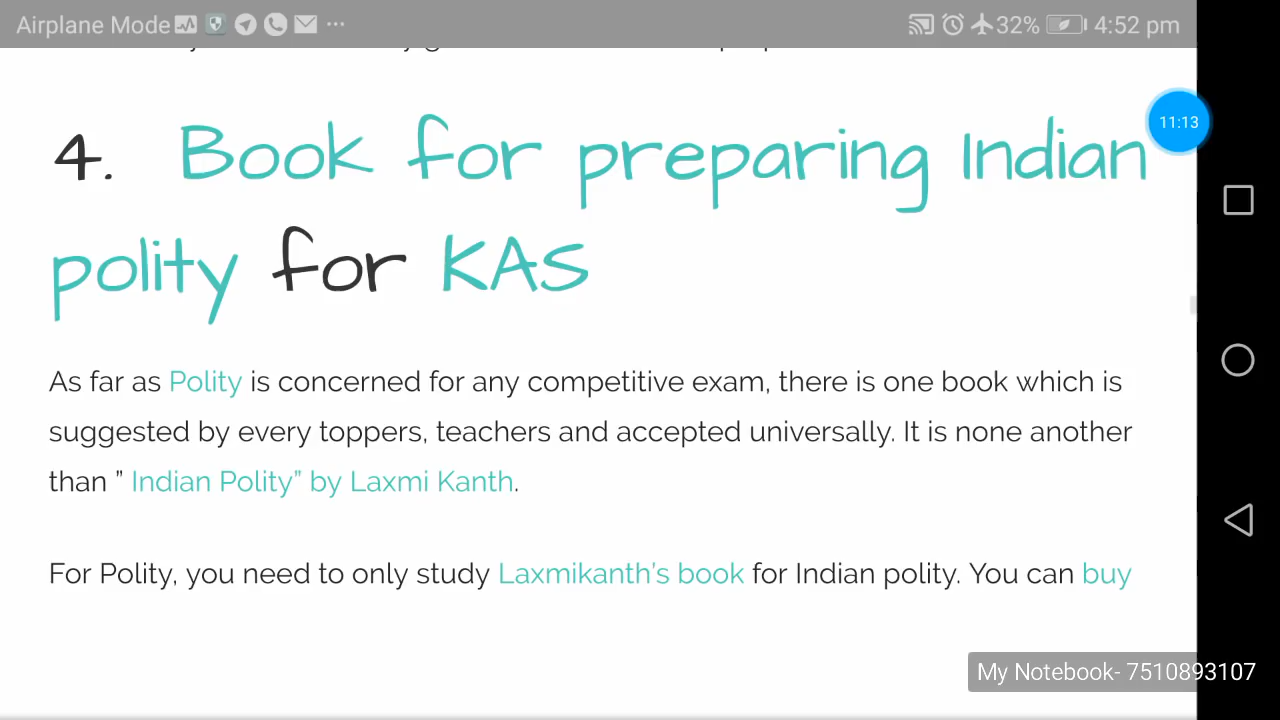 Airplane Mode ... 32% 4:52 pm
11:13
4. Book for preparing Indian
polity for KAS
As far as Polity is concerned for any competitive exam, there is one book which is
suggested by every toppers, teachers and accepted universally. It is none another
than ” Indian Polity” by Laxmi Kanth.
For Polity, you need to only study Laxmikanth’s book for Indian polity. You can buy
My Notebook- 7510893107